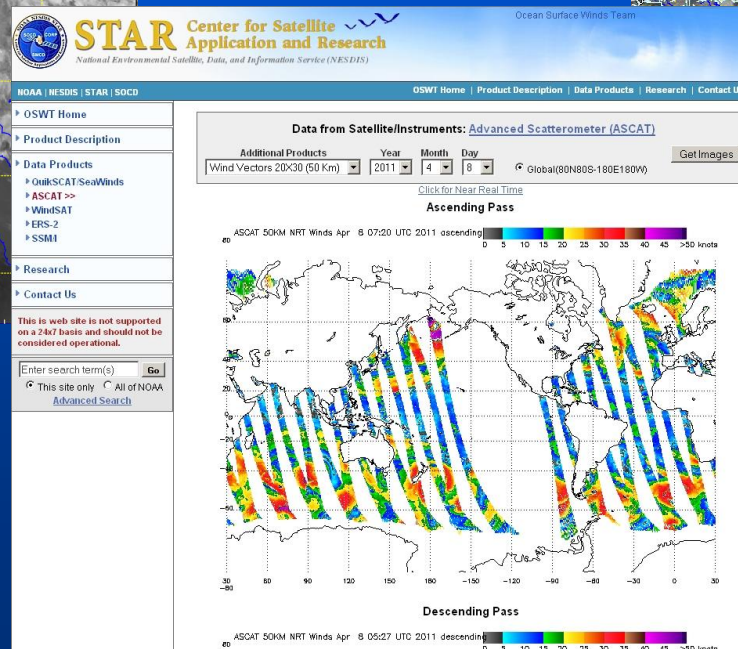 Ocean Surface Winds Team
STAR Center for Satellite Application and Research
National Environmental Satellite, Data, and Information Service (NESDIS)
NOAA | NESDIS | STAR | SOCD
OSWT Home | Product Description | Data Products | Research | Contact U
OSWT Home
Product Description
Data Products
QuikSCAT/SeaWinds
ASCAT >>
WindSAT
ERS-2
SSM/I
Research
Contact Us
This is web site is not supported
on a 24x7 basis and should not be
considered operational.
Enter search term(s) Go
This site only All of NOAA
Advanced Search
Data from Satellite/Instruments: Advanced Scatterometer (ASCAT)
Additional Products Year Month Day
Wind Vectors 20X30 (50 Km) 2011 4 8 Global(80N80S-180E180W) Get Images
Click for Near Real Time
Ascending Pass
ASCAT 50KM NRT Winds Apr 8 07:20 UTC 2011 ascending
0 5 10 15 20 25 30 35 40 45 >50 knots
80
60
40
20
0
-20
-40
-60
-80
30 60 90 120 150 180 -150 -120 -90 -60 -30 0 30
Descending Pass
ASCAT 50KM NRT Winds Apr 8 05:27 UTC 2011 descending
0 5 10 15 20 25 30 35 40 45 >50 knots
80